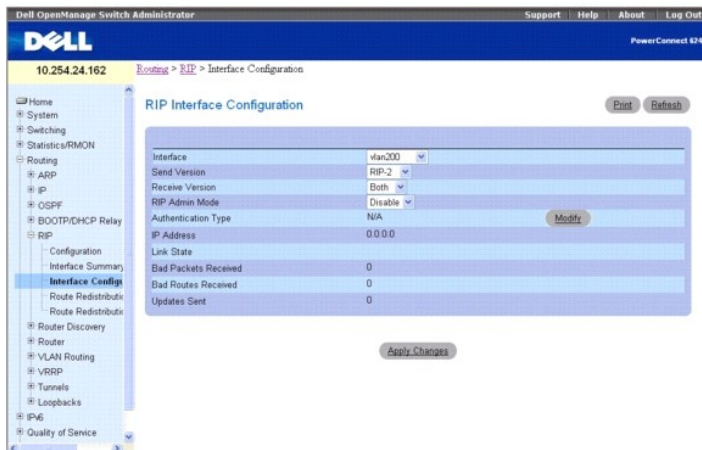 Dell OpenManage Switch Administrator
Support Help About Log Out
DELL
PowerConnect 624
10.254.24.162
Routing > RIP > Interface Configuration
Home
System
Switching
Statistics/RMON
Routing
ARP
IP
OSPF
BOOTP/DHCP Relay
RIP
Configuration
Interface Summary
Interface Configu
Route Redistributic
Route Redistributic
Router Discovery
Router
VLAN Routing
VRRP
Tunnels
Loopbacks
IPv6
Quality of Service
RIP Interface Configuration
Print Refresh
Interface vlan200
Send Version RIP-2
Receive Version Both
RIP Admin Mode Disable
Authentication Type N/A Modify
IP Address 0.0.0.0
Link State
Bad Packets Received 0
Bad Routes Received 0
Updates Sent 0
Apply Changes